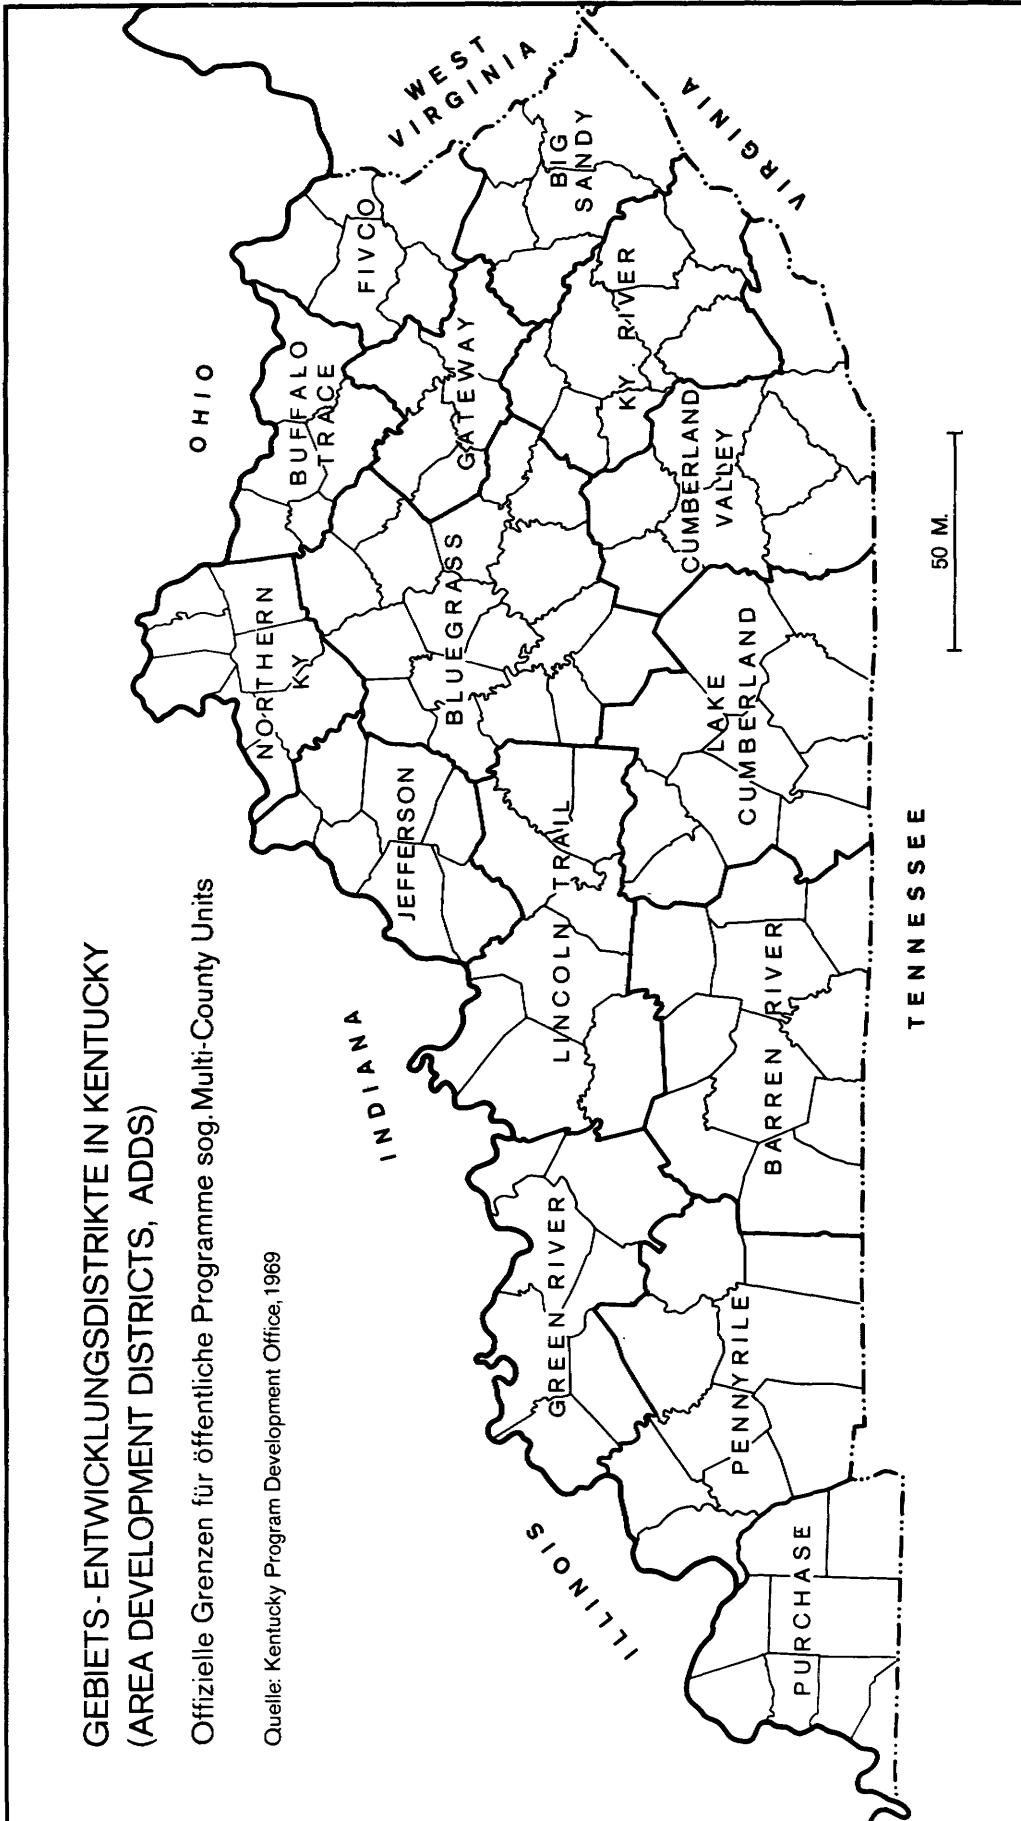 GEBIETS-ENTWICKLUNGSDISTRIKTE IN KENTUCKY
(AREA DEVELOPMENT DISTRICTS, ADDS)
Offizielle Grenzen für öffentliche Programme sog. Multi-County Units
Quelle: Kentucky Program Development Office, 1969
OHIO
WEST
VIRGINIA
VIRGINIA
INDIANA
ILLINOIS
TENNESSEE
NORTHERN
KY
BUFFALO
TRACE
FIVCO
BIG
SANDY
GATEWAY
KY. RIVER
BLUEGRASS
JEFFERSON
CUMBERLAND
VALLEY
LAKE
CUMBERLAND
LINCOLN TRAIL
BARREN RIVER
GREEN RIVER
PENNYRILE
PURCHASE
50 M.